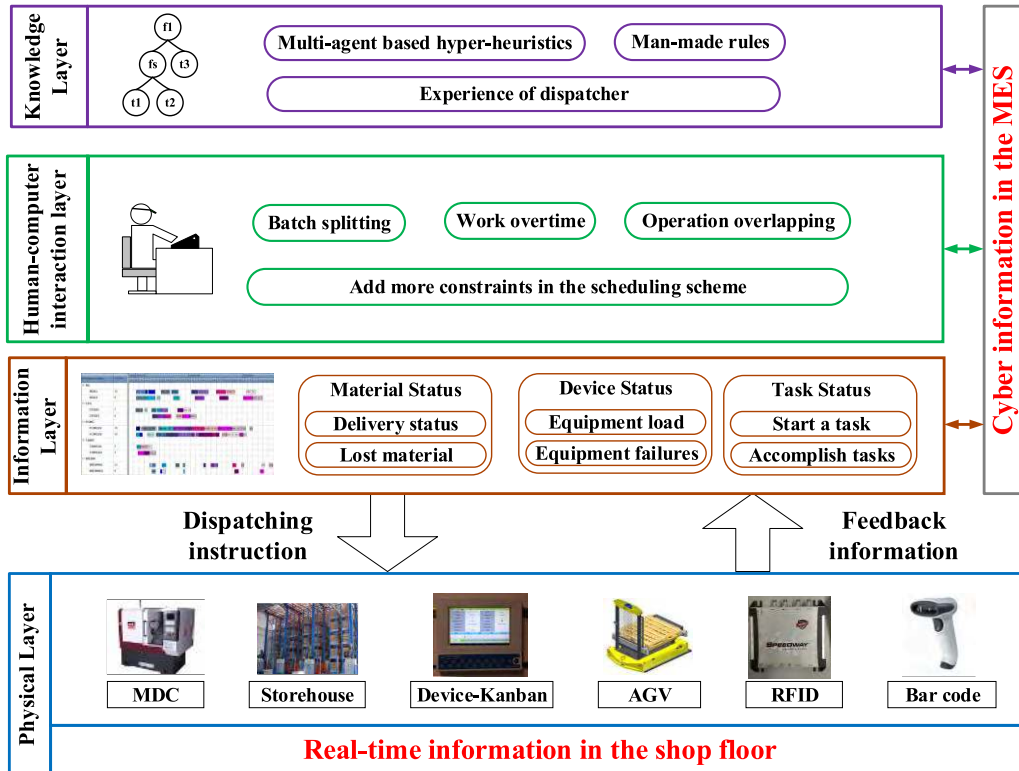 Knowledge
Layer
f1
fs
t3
t1
t2
Multi-agent based hyper-heuristics
Man-made rules
Experience of dispatcher
Human-computer
interaction layer
Batch splitting
Work overtime
Operation overlapping
Add more constraints in the scheduling scheme
Cyber information in the MES
Information
Layer
Material Status
Delivery status
Lost material
Device Status
Equipment load
Equipment failures
Task Status
Start a task
Accomplish tasks
Dispatching
instruction
Feedback
information
Physical Layer
SPEEDWAY
MDC
Storehouse
Device-Kanban
AGV
RFID
Bar code
Real-time information in the shop floor